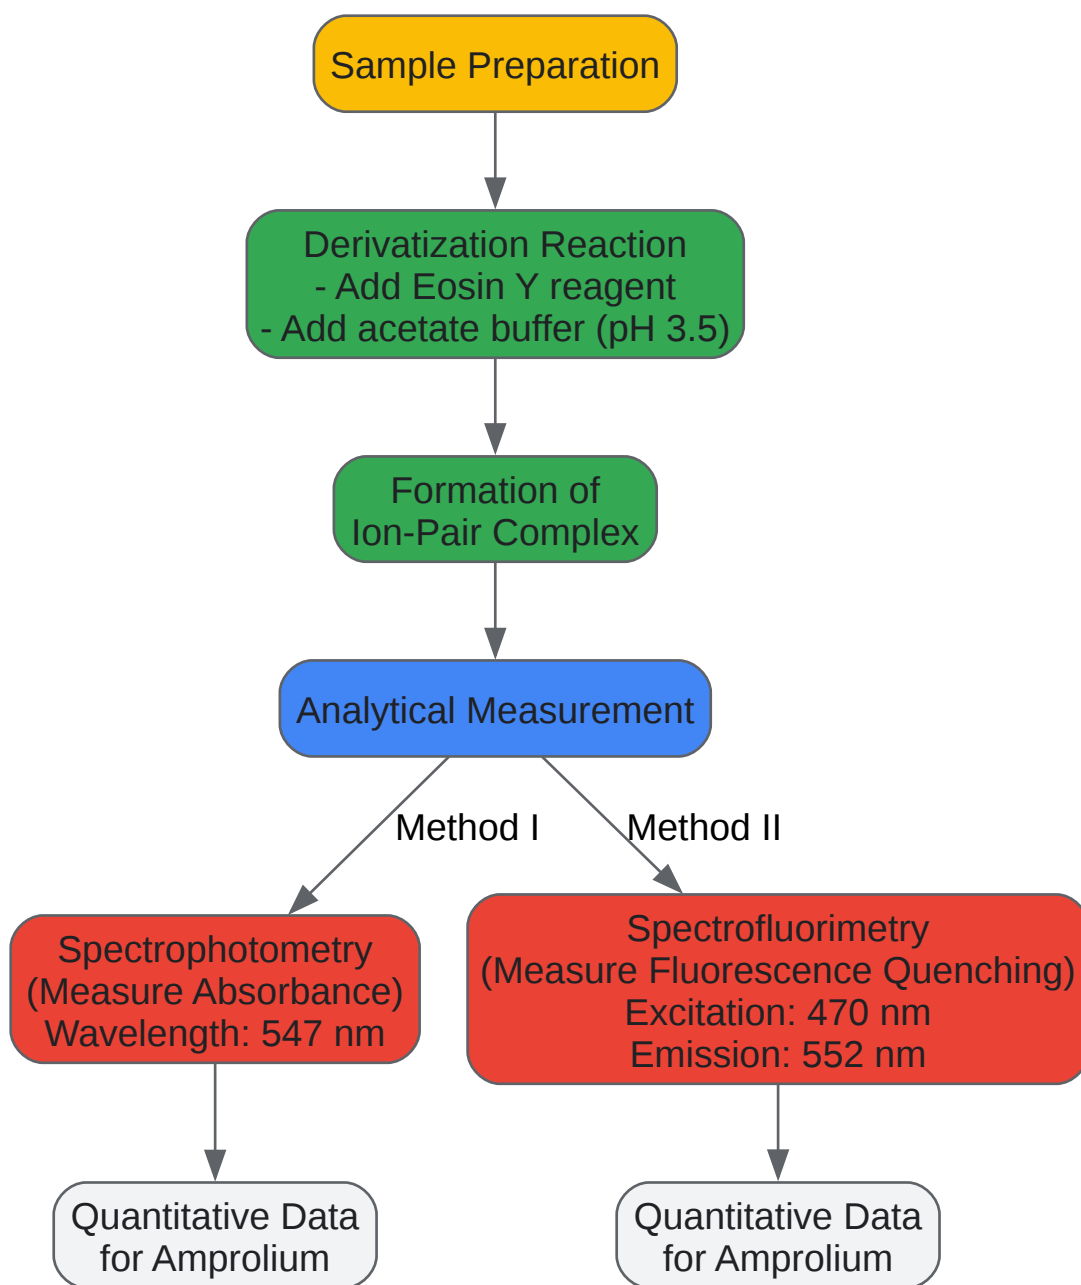 Sample Preparation
Derivatization Reaction
- Add Eosin Y reagent
- Add acetate buffer (pH 3.5)
Formation of
Ion-Pair Complex
Analytical Measurement
Method I
Method II
Spectrophotometry
(Measure Absorbance)
Wavelength: 547 nm
Spectrofluorimetry
(Measure Fluorescence Quenching)
Excitation: 470 nm
Emission: 552 nm
Quantitative Data
for Amprolium
Quantitative Data
for Amprolium